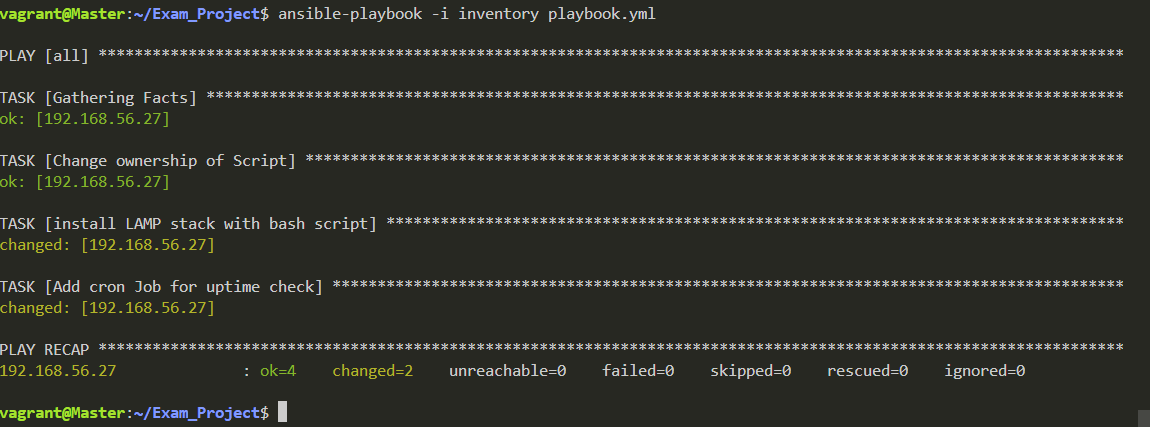 vagrant@Master:~/Exam_Project$ ansible-playbook -i inventory playbook.yml
PLAY [all] ******************************************************************************************************************
TASK [Gathering Facts] ******************************************************************************************************
ok: [192.168.56.27]
TASK [Change ownership of Script] *******************************************************************************************
ok: [192.168.56.27]
TASK [install LAMP stack with bash script] **********************************************************************************
changed: [192.168.56.27]
TASK [Add cron Job for uptime check] ****************************************************************************************
changed: [192.168.56.27]
PLAY RECAP ******************************************************************************************************************
192.168.56.27              : ok=4    changed=2    unreachable=0    failed=0    skipped=0    rescued=0    ignored=0
vagrant@Master:~/Exam_Project$